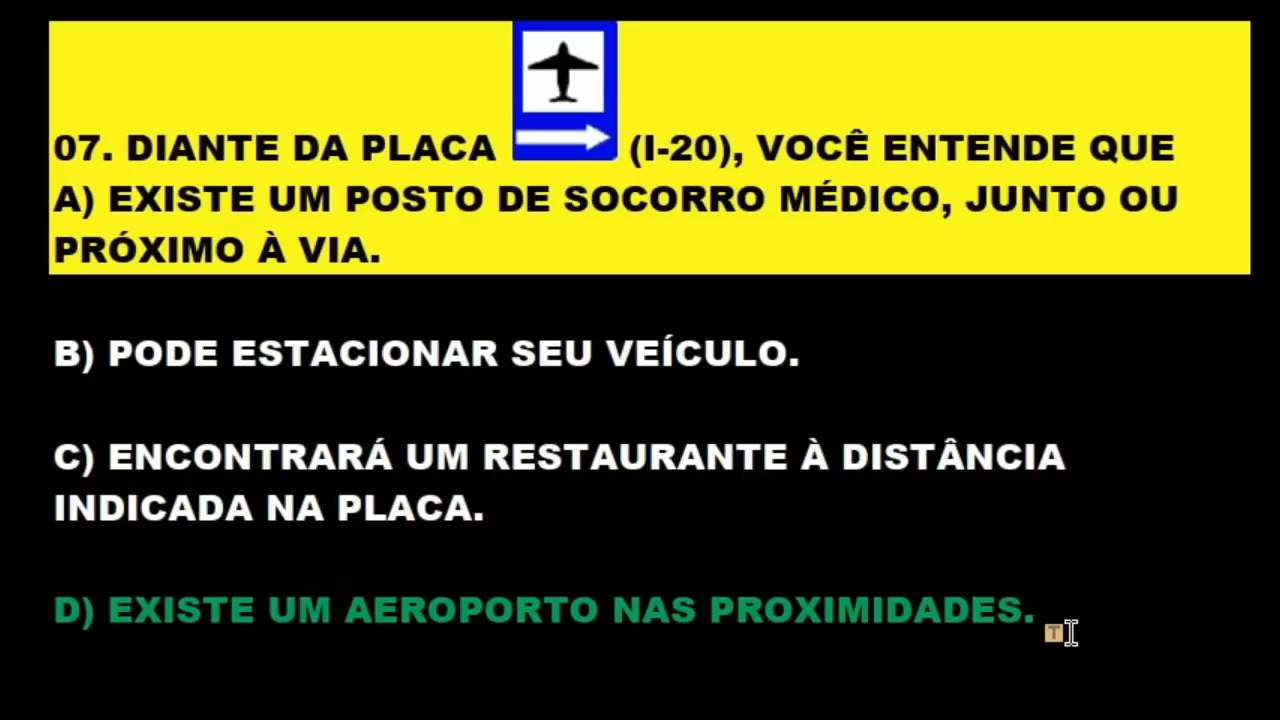 07. DIANTE DA PLACA (I-20), VOCÊ ENTENDE QUE
A) EXISTE UM POSTO DE SOCORRO MÉDICO, JUNTO OU
PRÓXIMO À VIA.
B) PODE ESTACIONAR SEU VEÍCULO.
C) ENCONTRARÁ UM RESTAURANTE À DISTÂNCIA
INDICADA NA PLACA.
D) EXISTE UM AEROPORTO NAS PROXIMIDADES.
T